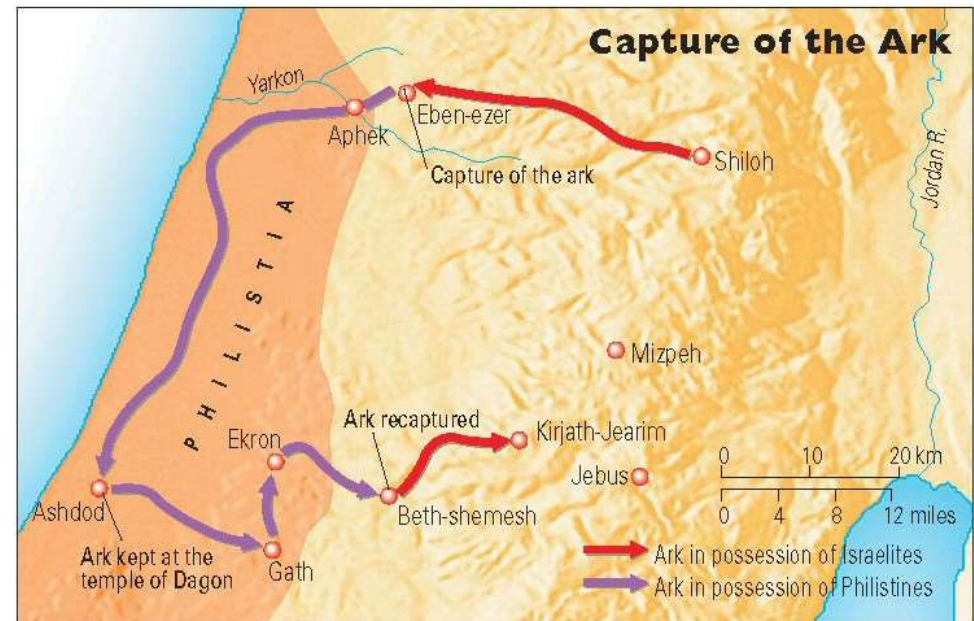 Capture of the Ark
Yarkon
Aphek
Eben-ezer
Capture of the ark
Shiloh
Jordan R.
PHILISTIA
Mizpeh
Ark recaptured
Kirjath-Jearim
Ekron
Jebus
0 10 20 km
0 4 8 12 miles
Ashdod
Beth-shemesh
Ark kept at the
temple of Dagon
Gath
Ark in possession of Israelites
Ark in possession of Philistines